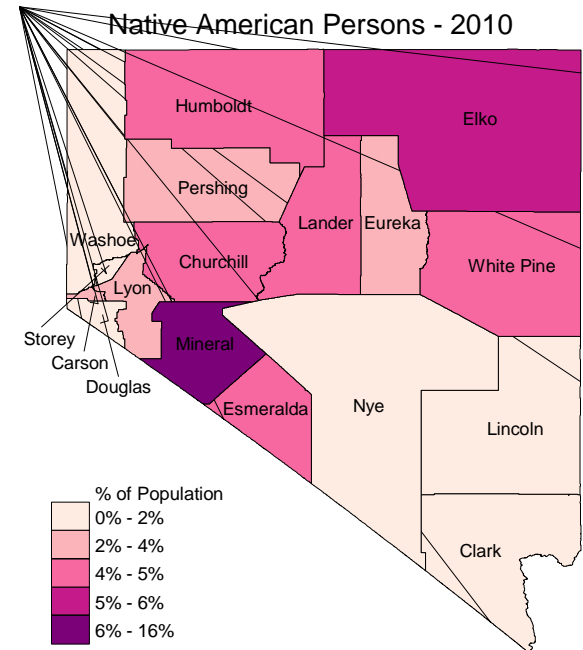 Native American Persons - 2010
Humboldt
Elko
Pershing
Lander
Eureka
Washoe
Churchill
White Pine
Lyon
Storey
Carson
Douglas
Mineral
Esmeralda
Nye
Lincoln
Clark
% of Population
0% - 2%
2% - 4%
4% - 5%
5% - 6%
6% - 16%